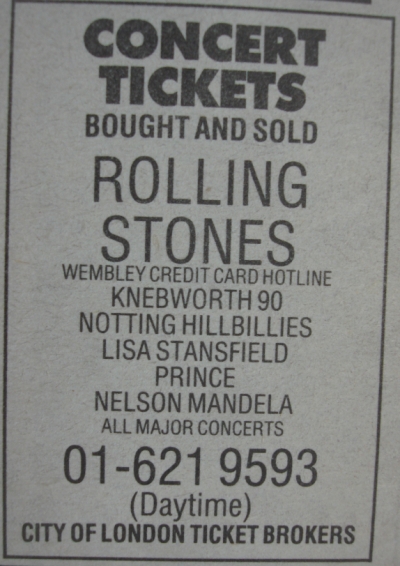 CONCERT
TICKETS
BOUGHT AND SOLD
ROLLING
STONES
WEMBLEY CREDIT CARD HOTLINE
KNEBWORTH 90
NOTTING HILLBILLIES
LISA STANSFIELD
PRINCE
NELSON MANDELA
ALL MAJOR CONCERTS
01-621 9593
(Daytime)
CITY OF LONDON TICKET BROKERS